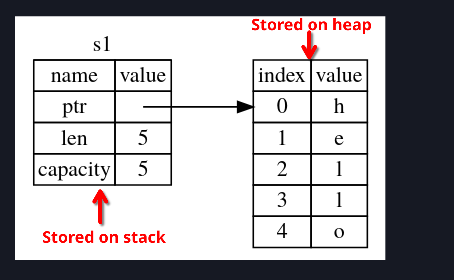 Stored on heap
s1
name value
ptr
len 5
capacity 5
Stored on stack
index value
0 h
1 e
2 l
3 l
4 o